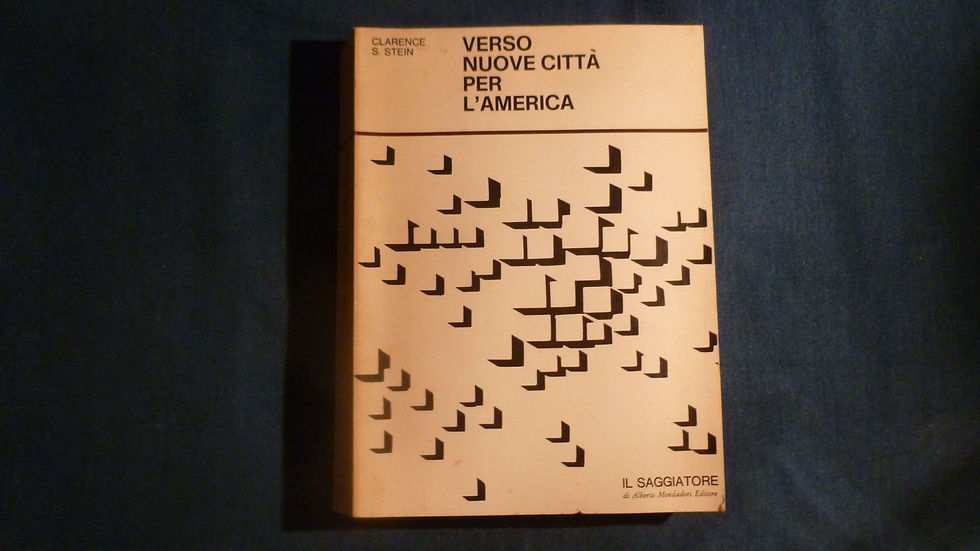 CLARENCE
S. STEIN
VERSO
NUOVE CITTÀ
PER
L'AMERICA
IL SAGGIATORE
di Alberto Mondadori Editore